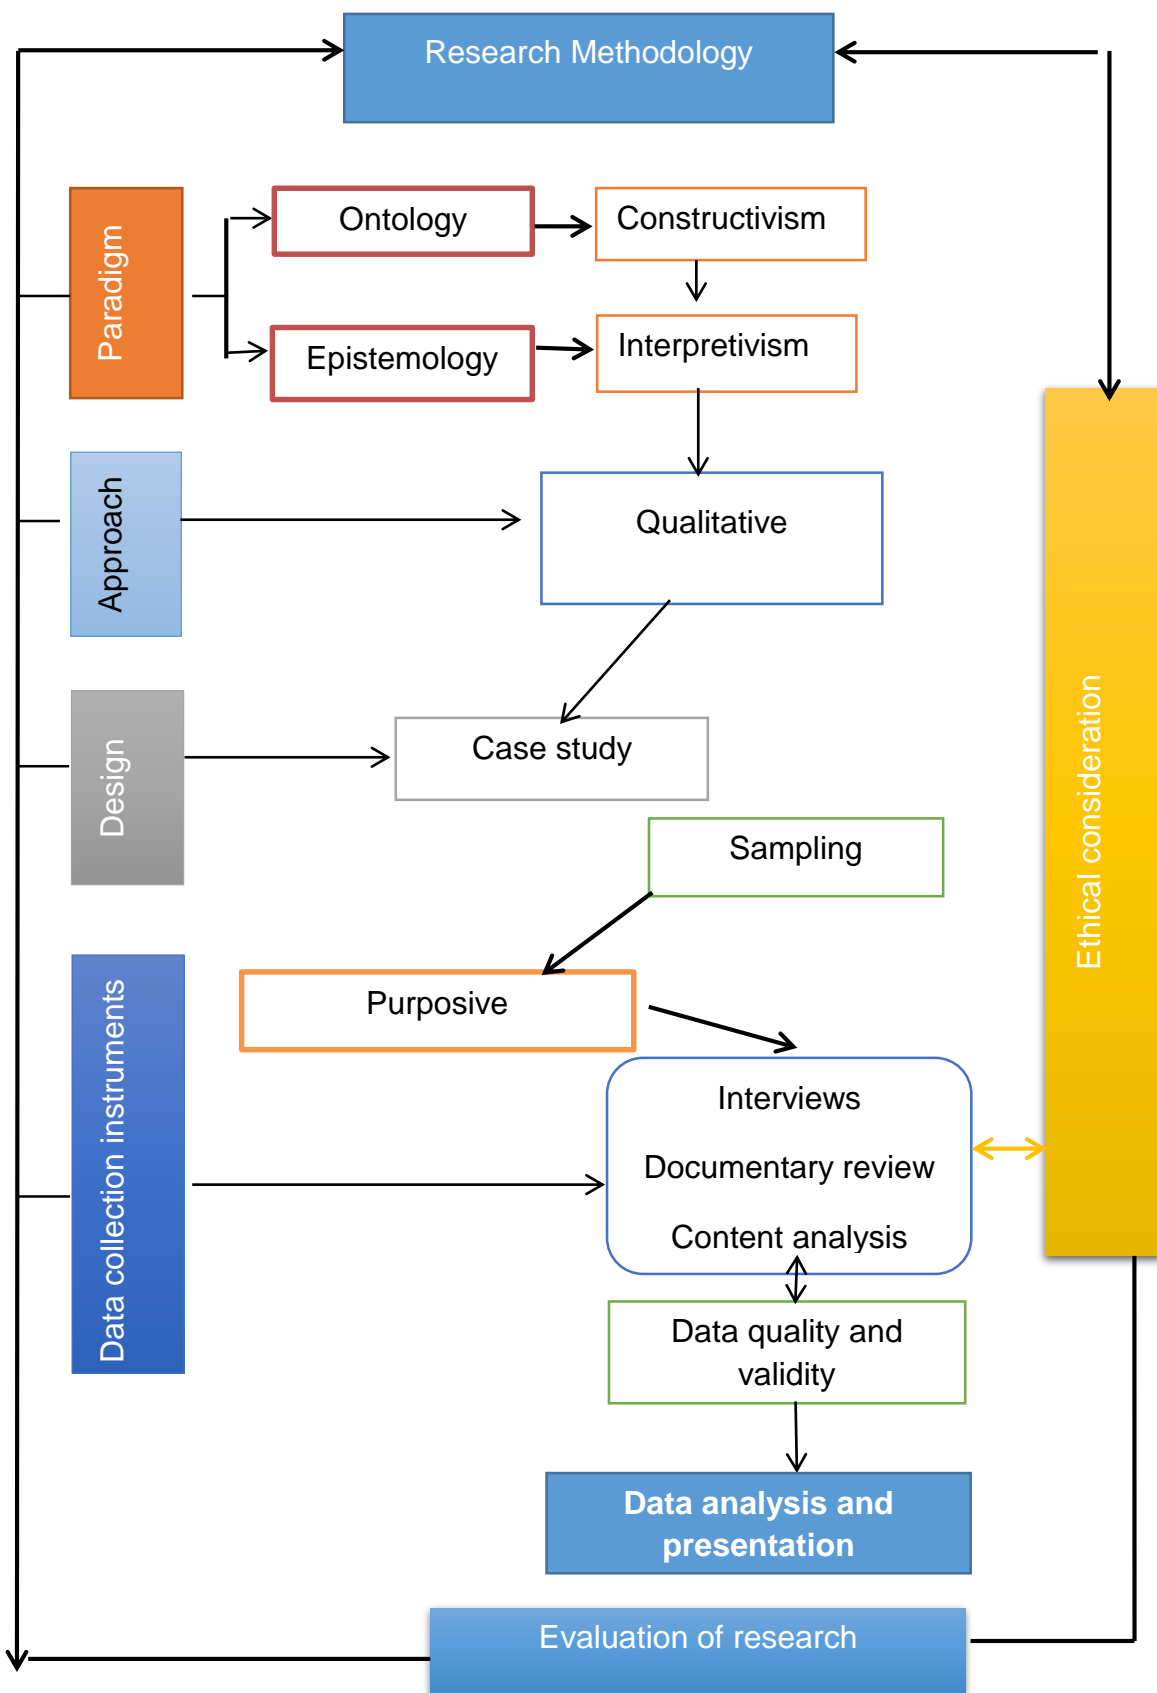 Research Methodology
Paradigm
Ontology
Constructivism
Epistemology
Interpretivism
Approach
Qualitative
Design
Case study
Sampling
Ethical consideration
Data collection instruments
Purposive
Interviews
Documentary review
Content analysis
Data quality and
validity
Data analysis and
presentation
Evaluation of research